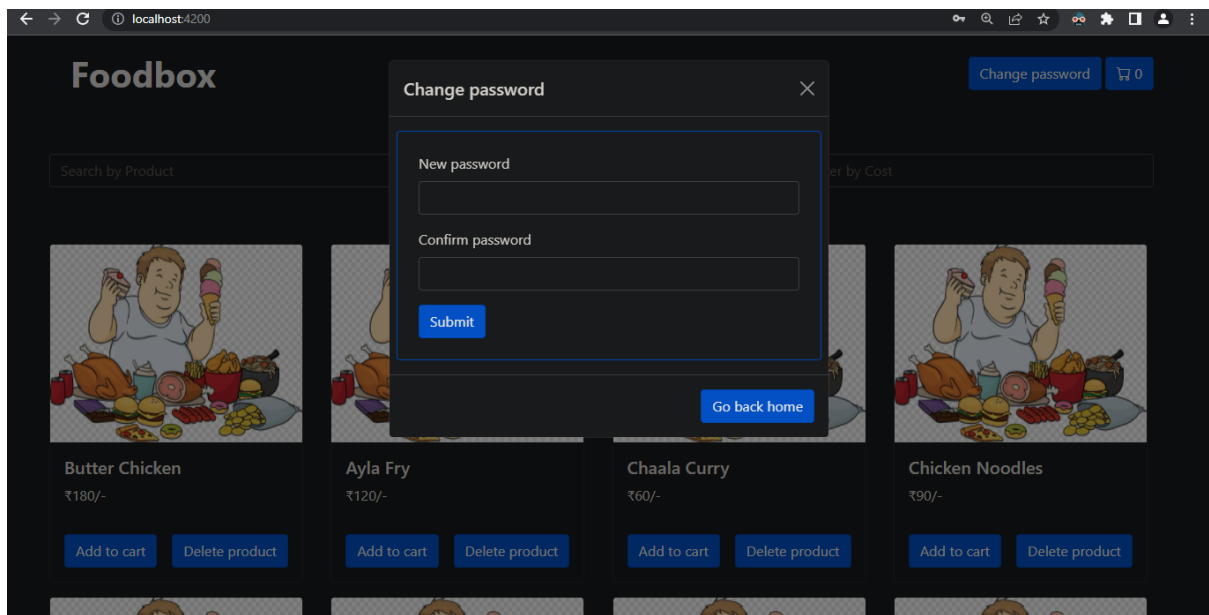 localhost:4200
Foodbox
Change password
0
Change password
New password
Confirm password
Submit
Go back home
Search by Product
er by Cost
Butter Chicken
₹180/-
Add to cart
Delete product
Ayla Fry
₹120/-
Add to cart
Delete product
Chaala Curry
₹60/-
Add to cart
Delete product
Chicken Noodles
₹90/-
Add to cart
Delete product